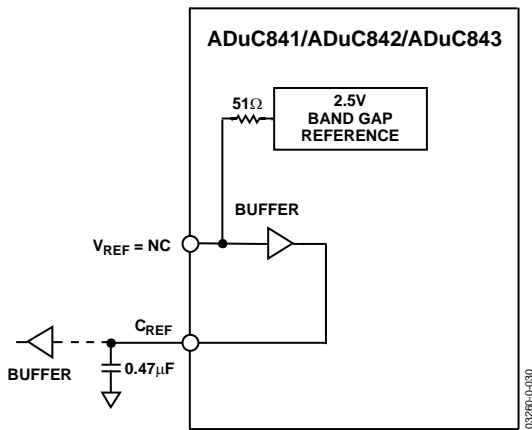 ADuC841/ADuC842/ADuC843
51Ω
2.5V
BAND GAP
REFERENCE
BUFFER
VREF = NC
CREF
BUFFER
0.47μF
03260-0-030